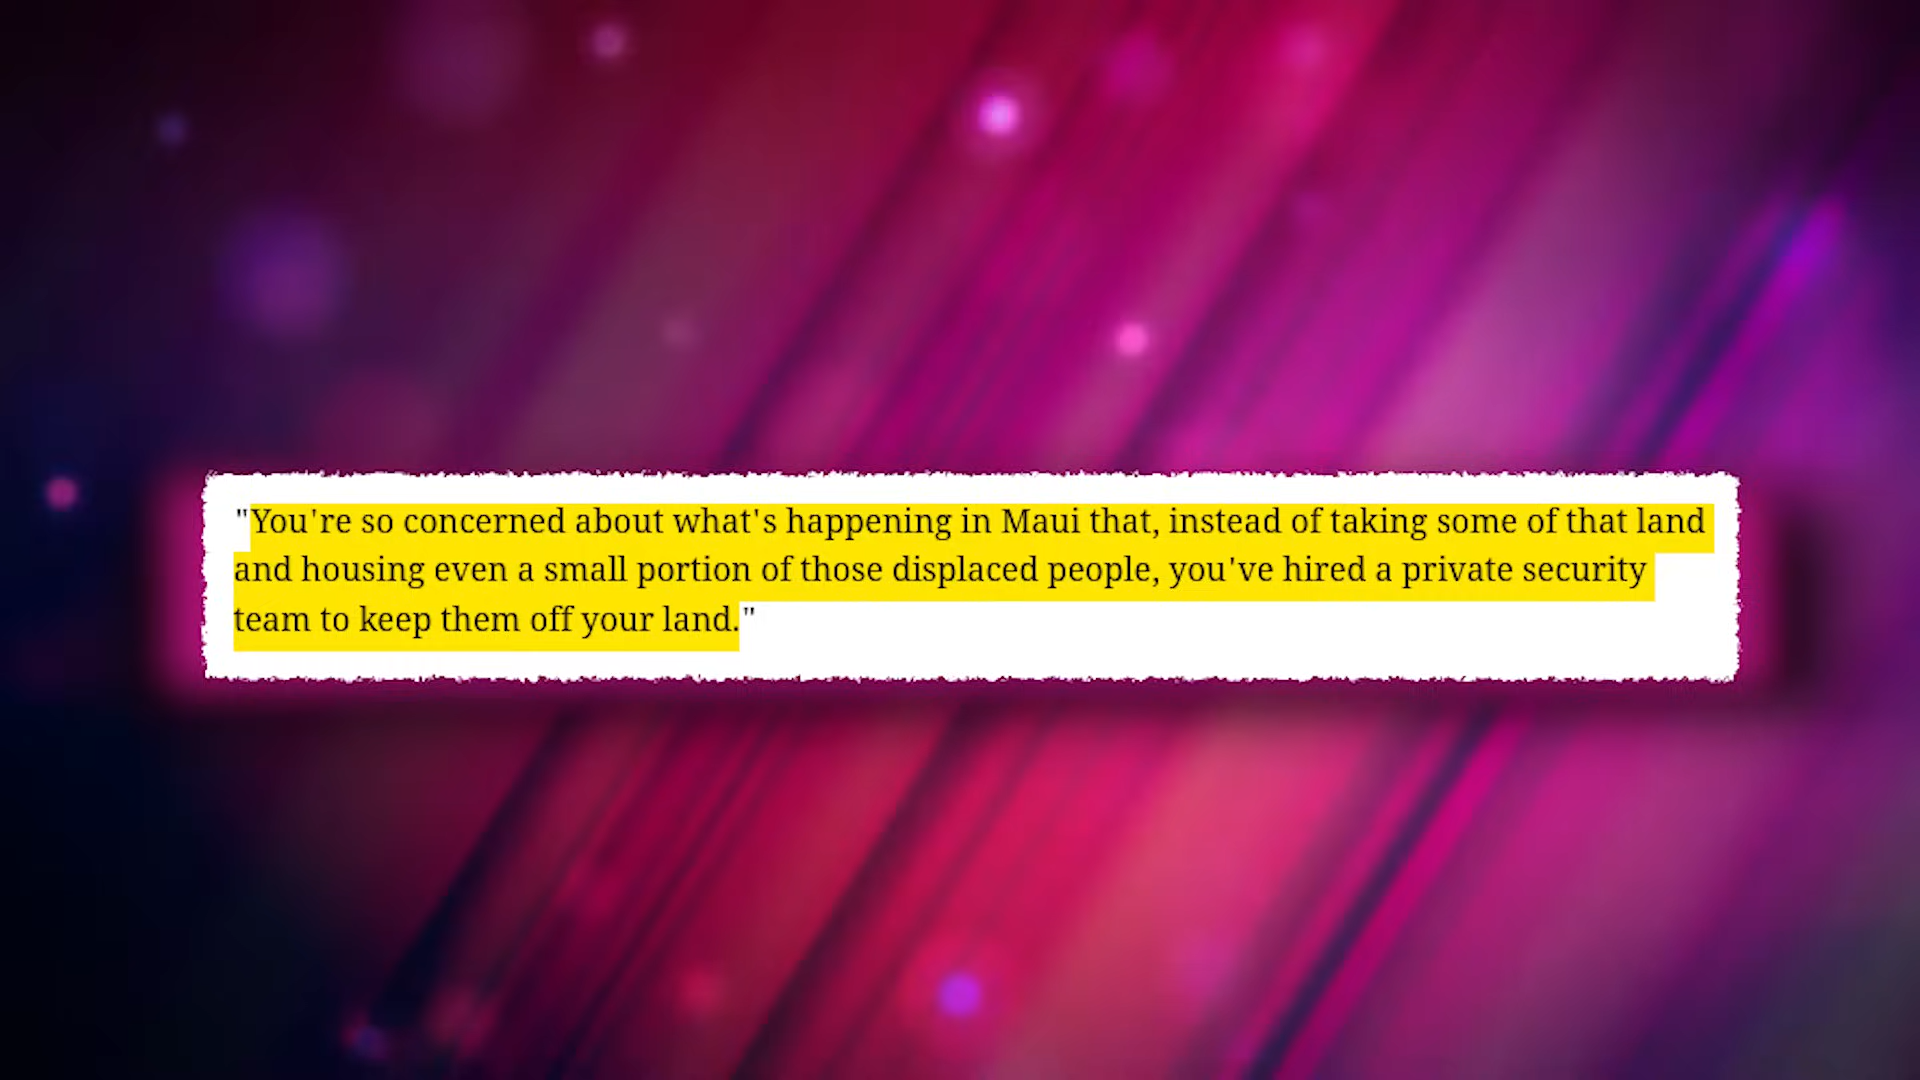 "You're so concerned about what's happening in Maui that, instead of taking some of that land
and housing even a small portion of those displaced people, you've hired a private security
team to keep them off your land."